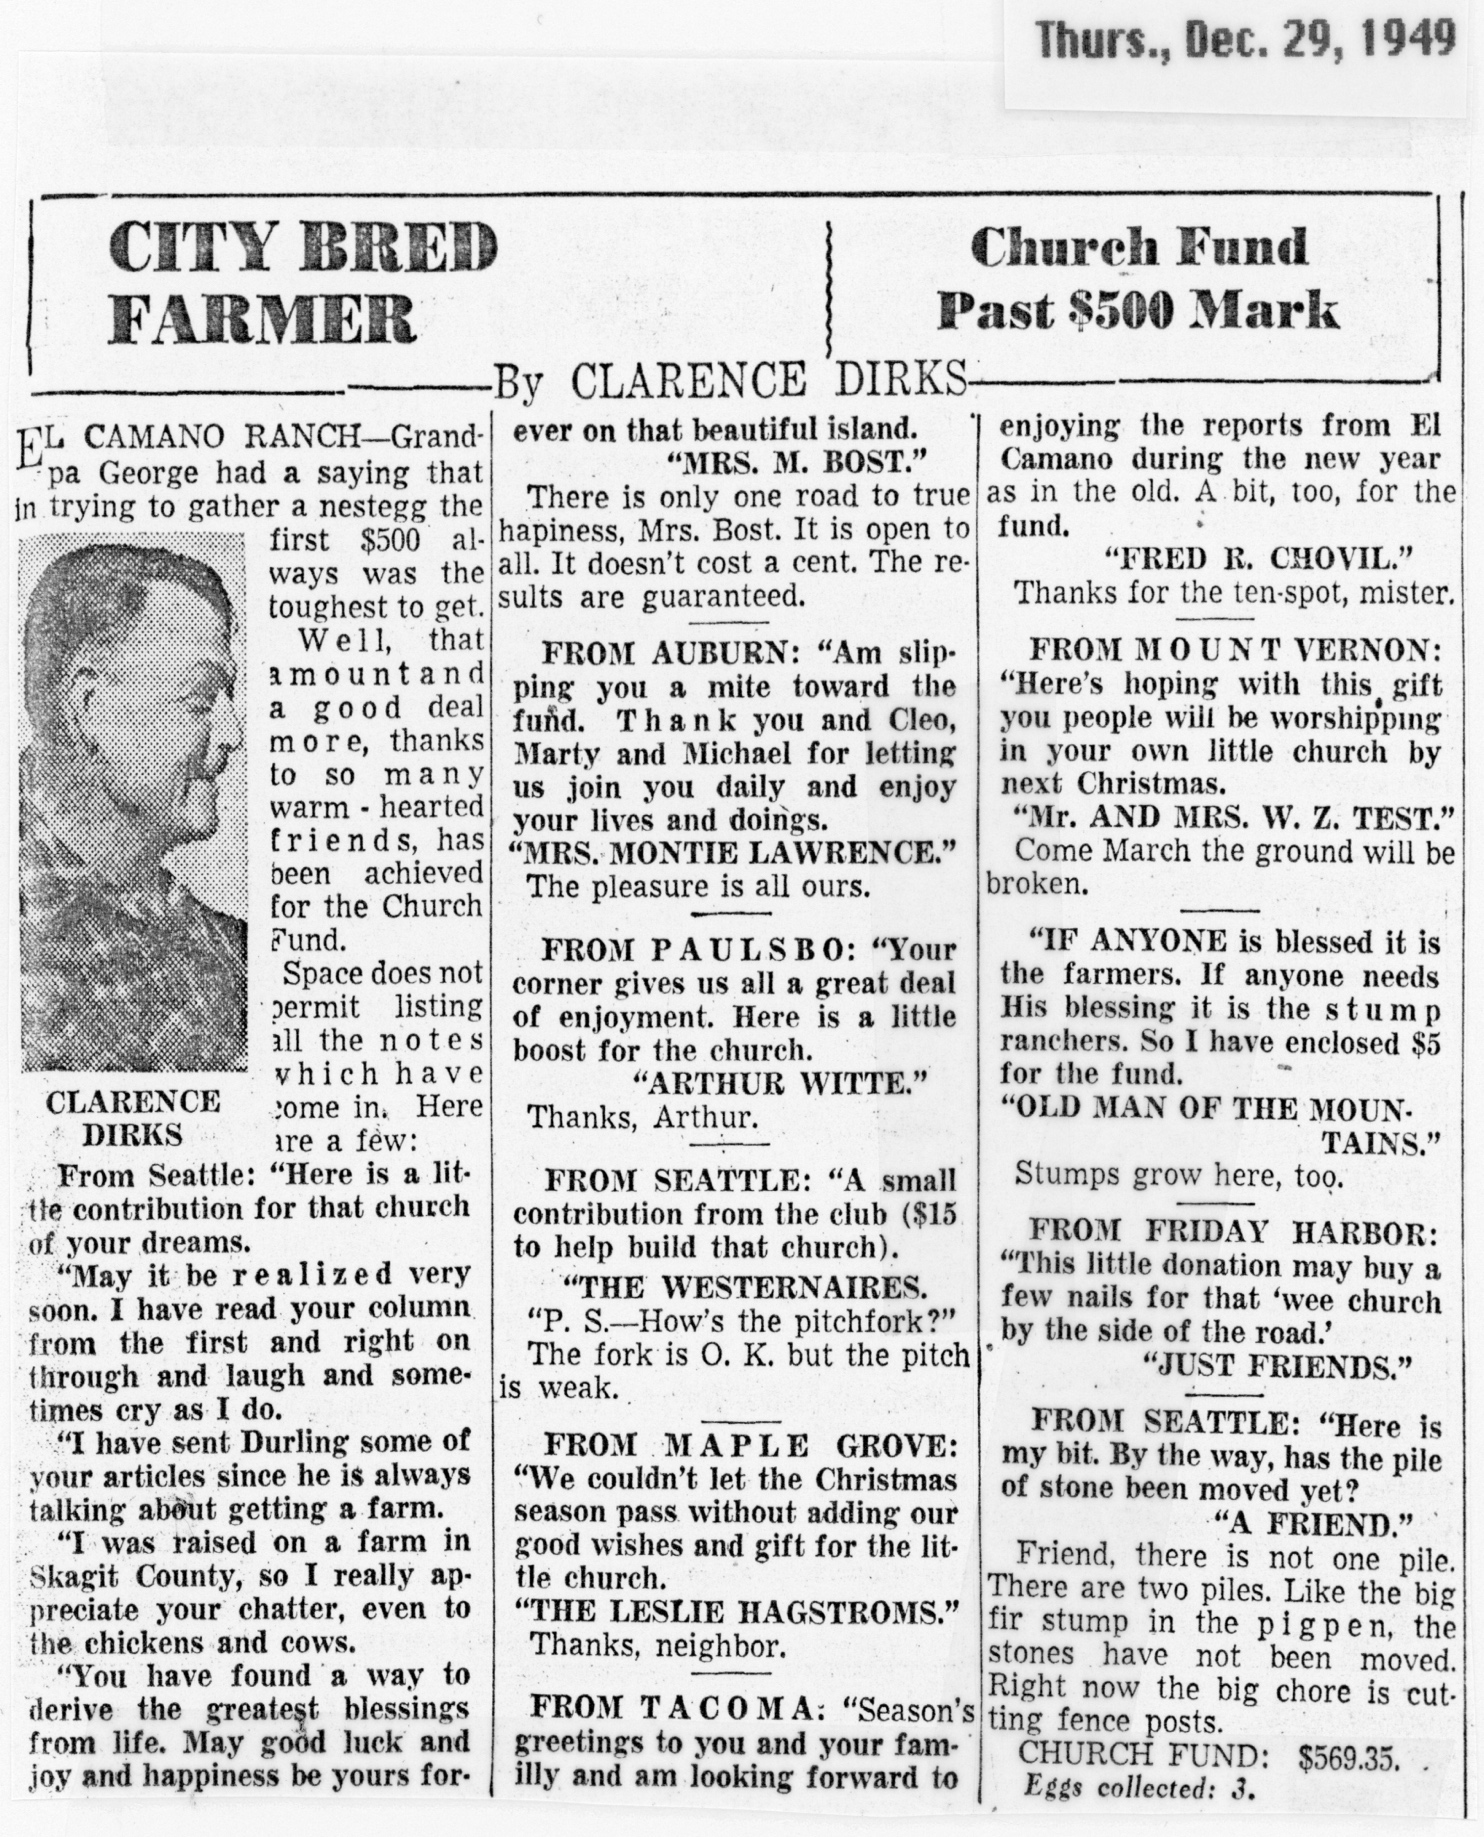 Thurs., Dec. 29, 1949
CITY BRED
FARMER
Church Fund
Past $500 Mark
By CLARENCE DIRKS
EL CAMANO RANCH—Grand-
pa George had a saying that
in trying to gather a nestegg the
first $500 al-
ways was the
toughest to get.
Well, that
amount and
a good deal
more, thanks
to so many
warm - hearted
friends, has
been achieved
for the Church
Fund.
Space does not
permit listing
all the notes
which have
come in. Here
are a few:
CLARENCE
DIRKS
From Seattle: "Here is a lit-
tle contribution for that church
of your dreams.
"May it be realized very
soon. I have read your column
from the first and right on
through and laugh and some-
times cry as I do.
"I have sent Durling some of
your articles since he is always
talking about getting a farm.
"I was raised on a farm in
Skagit County, so I really ap-
preciate your chatter, even to
the chickens and cows.
"You have found a way to
derive the greatest blessings
from life. May good luck and
joy and happiness be yours for-
ever on that beautiful island.
"MRS. M. BOST."
There is only one road to true
hapiness, Mrs. Bost. It is open to
all. It doesn't cost a cent. The re-
sults are guaranteed.
FROM AUBURN: "Am slip-
ping you a mite toward the
fund. Thank you and Cleo,
Marty and Michael for letting
us join you daily and enjoy
your lives and doings.
"MRS. MONTIE LAWRENCE."
The pleasure is all ours.
FROM PAULSBO: "Your
corner gives us all a great deal
of enjoyment. Here is a little
boost for the church.
"ARTHUR WITTE."
Thanks, Arthur.
FROM SEATTLE: "A small
contribution from the club ($15
to help build that church).
"THE WESTERNAIRES.
"P. S.—How's the pitchfork?"
The fork is O. K. but the pitch
is weak.
FROM MAPLE GROVE:
"We couldn't let the Christmas
season pass without adding our
good wishes and gift for the lit-
tle church.
"THE LESLIE HAGSTROMS."
Thanks, neighbor.
FROM TACOMA: "Season's
greetings to you and your fam-
illy and am looking forward to
enjoying the reports from El
Camano during the new year
as in the old. A bit, too, for the
fund.
"FRED R. CHOVIL."
Thanks for the ten-spot, mister.
FROM MOUNT VERNON:
"Here's hoping with this gift
you people will be worshipping
in your own little church by
next Christmas.
"Mr. AND MRS. W. Z. TEST."
Come March the ground will be
broken.
"IF ANYONE is blessed it is
the farmers. If anyone needs
His blessing it is the stump
ranchers. So I have enclosed $5
for the fund.
"OLD MAN OF THE MOUN-
TAINS."
Stumps grow here, too.
FROM FRIDAY HARBOR:
"This little donation may buy a
few nails for that 'wee church
by the side of the road.'
"JUST FRIENDS."
FROM SEATTLE: "Here is
my bit. By the way, has the pile
of stone been moved yet?
"A FRIEND."
Friend, there is not one pile.
There are two piles. Like the big
fir stump in the pigpen, the
stones have not been moved.
Right now the big chore is cut-
ting fence posts.
CHURCH FUND: $569.35.
Eggs collected: 3.